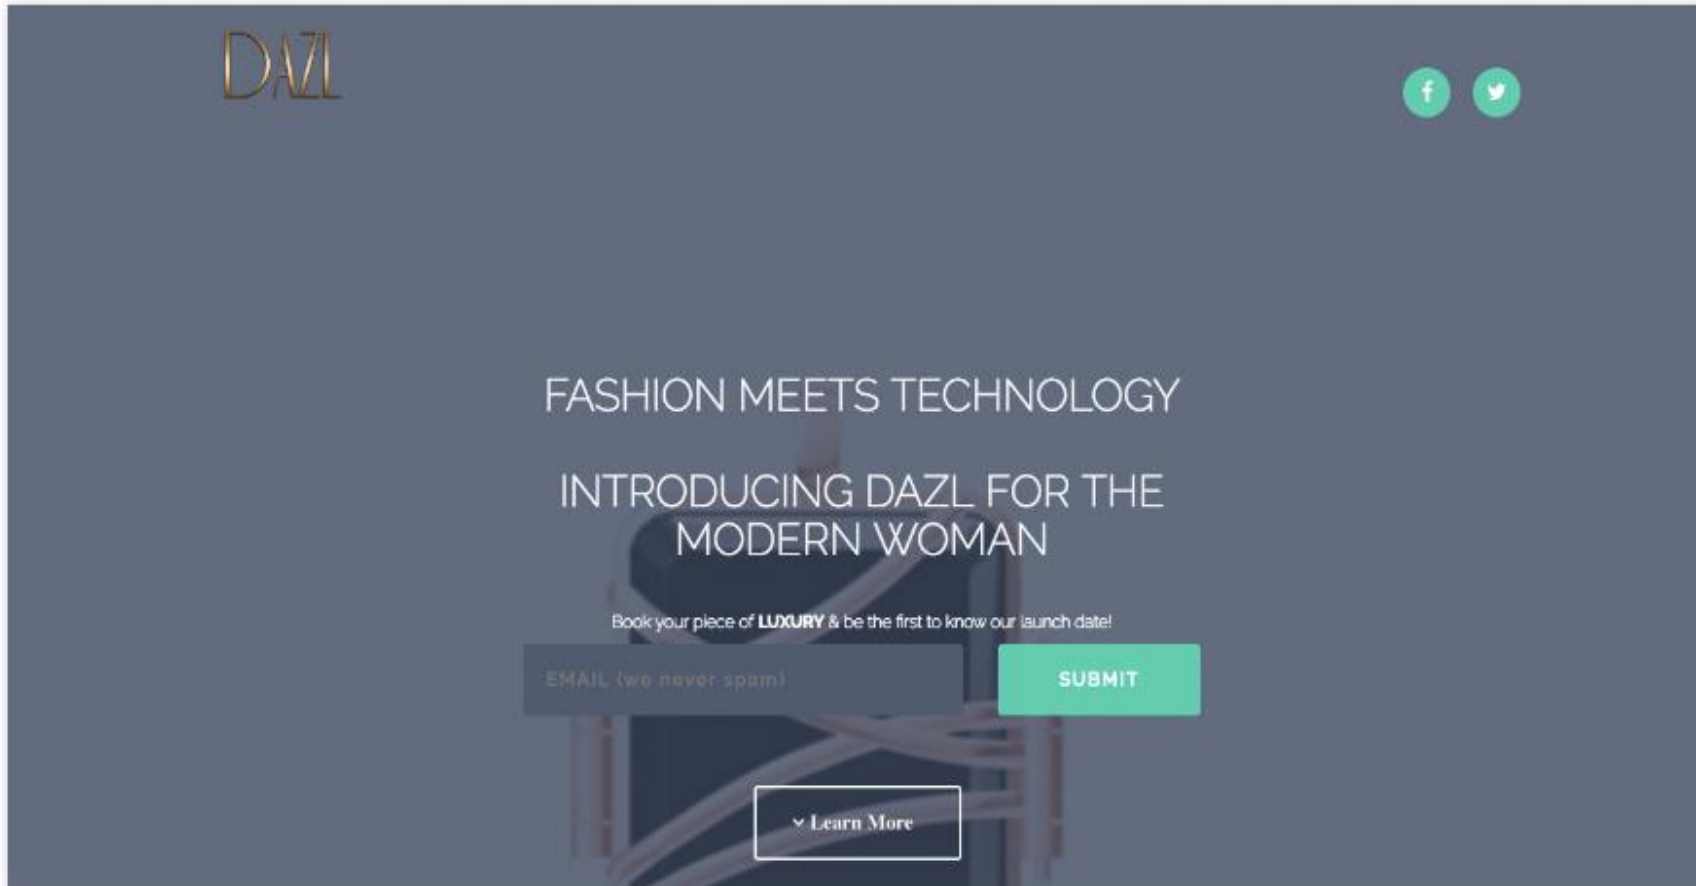 DAZL
FASHION MEETS TECHNOLOGY
INTRODUCING DAZL FOR THE
MODERN WOMAN
Book your piece of LUXURY & be the first to know our launch date!
EMAIL (we never spam)
SUBMIT
Learn More